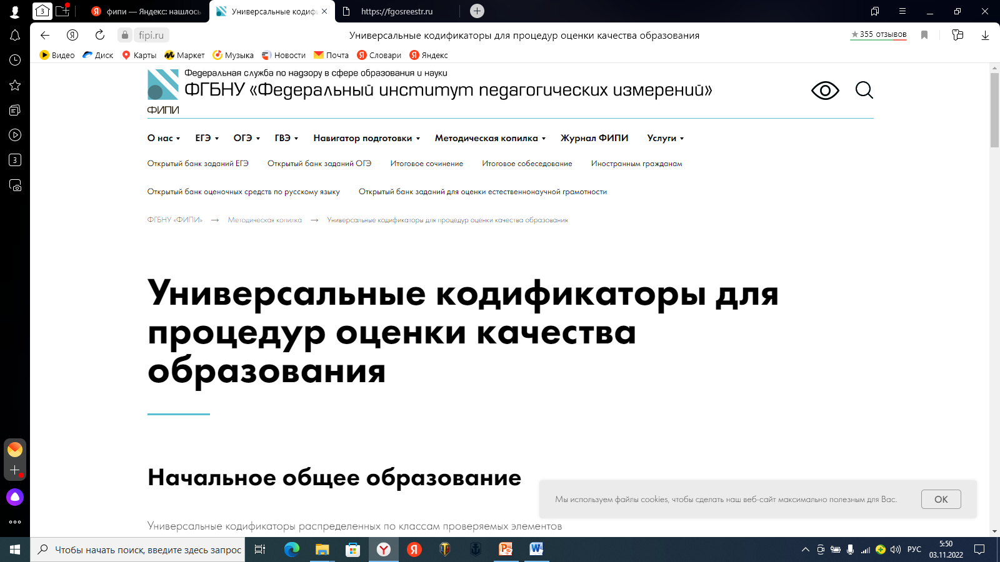 3
фипи — Яндекс: нашлось
Универсальные кодифи
https://fgosreestr.ru
Я
fipi.ru
Универсальные кодификаторы для процедур оценки качества образования
355 отзывов
Видео
Диск
Карты
Маркет
Музыка
Новости
Почта
Словари
Яндекс
Федеральная служба по надзору в сфере образования и науки
ФГБНУ «Федеральный институт педагогических измерений»
ФИПИ
О нас
ЕГЭ
ОГЭ
ГВЭ
Навигатор подготовки
Методическая копилка
Журнал ФИПИ
Услуги
3
Открытый банк заданий ЕГЭ
Открытый банк заданий ОГЭ
Итоговое сочинение
Итоговое собеседование
Иностранным гражданам
Открытый банк оценочных средств по русскому языку
Открытый банк заданий для оценки естественнонаучной грамотности
ФГБНУ «ФИПИ» → Методическая копилка → Универсальные кодификаторы для процедур оценки качества образования
Универсальные кодификаторы для
процедур оценки качества
образования
Начальное общее образование
Мы используем файлы cookies, чтобы сделать наш веб-сайт максимально полезным для Вас.
OK
Универсальные кодификаторы распределенных по классам проверяемых элементов
Чтобы начать поиск, введите здесь запрос
РУС
5:50
03.11.2022